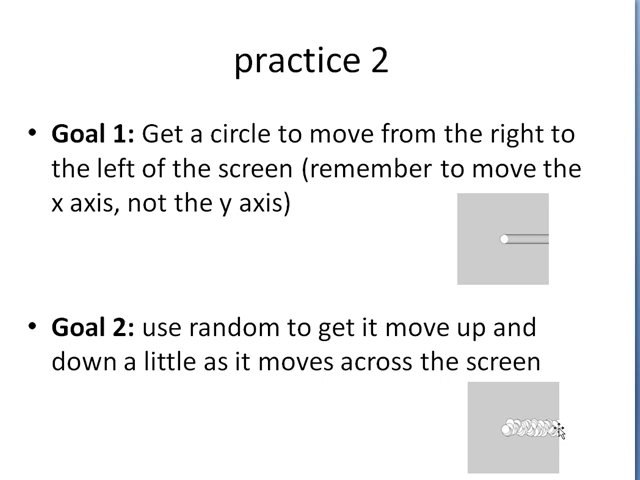 practice 2
• Goal 1: Get a circle to move from the right to
the left of the screen (remember to move the
x axis, not the y axis)
• Goal 2: use random to get it move up and
down a little as it moves across the screen